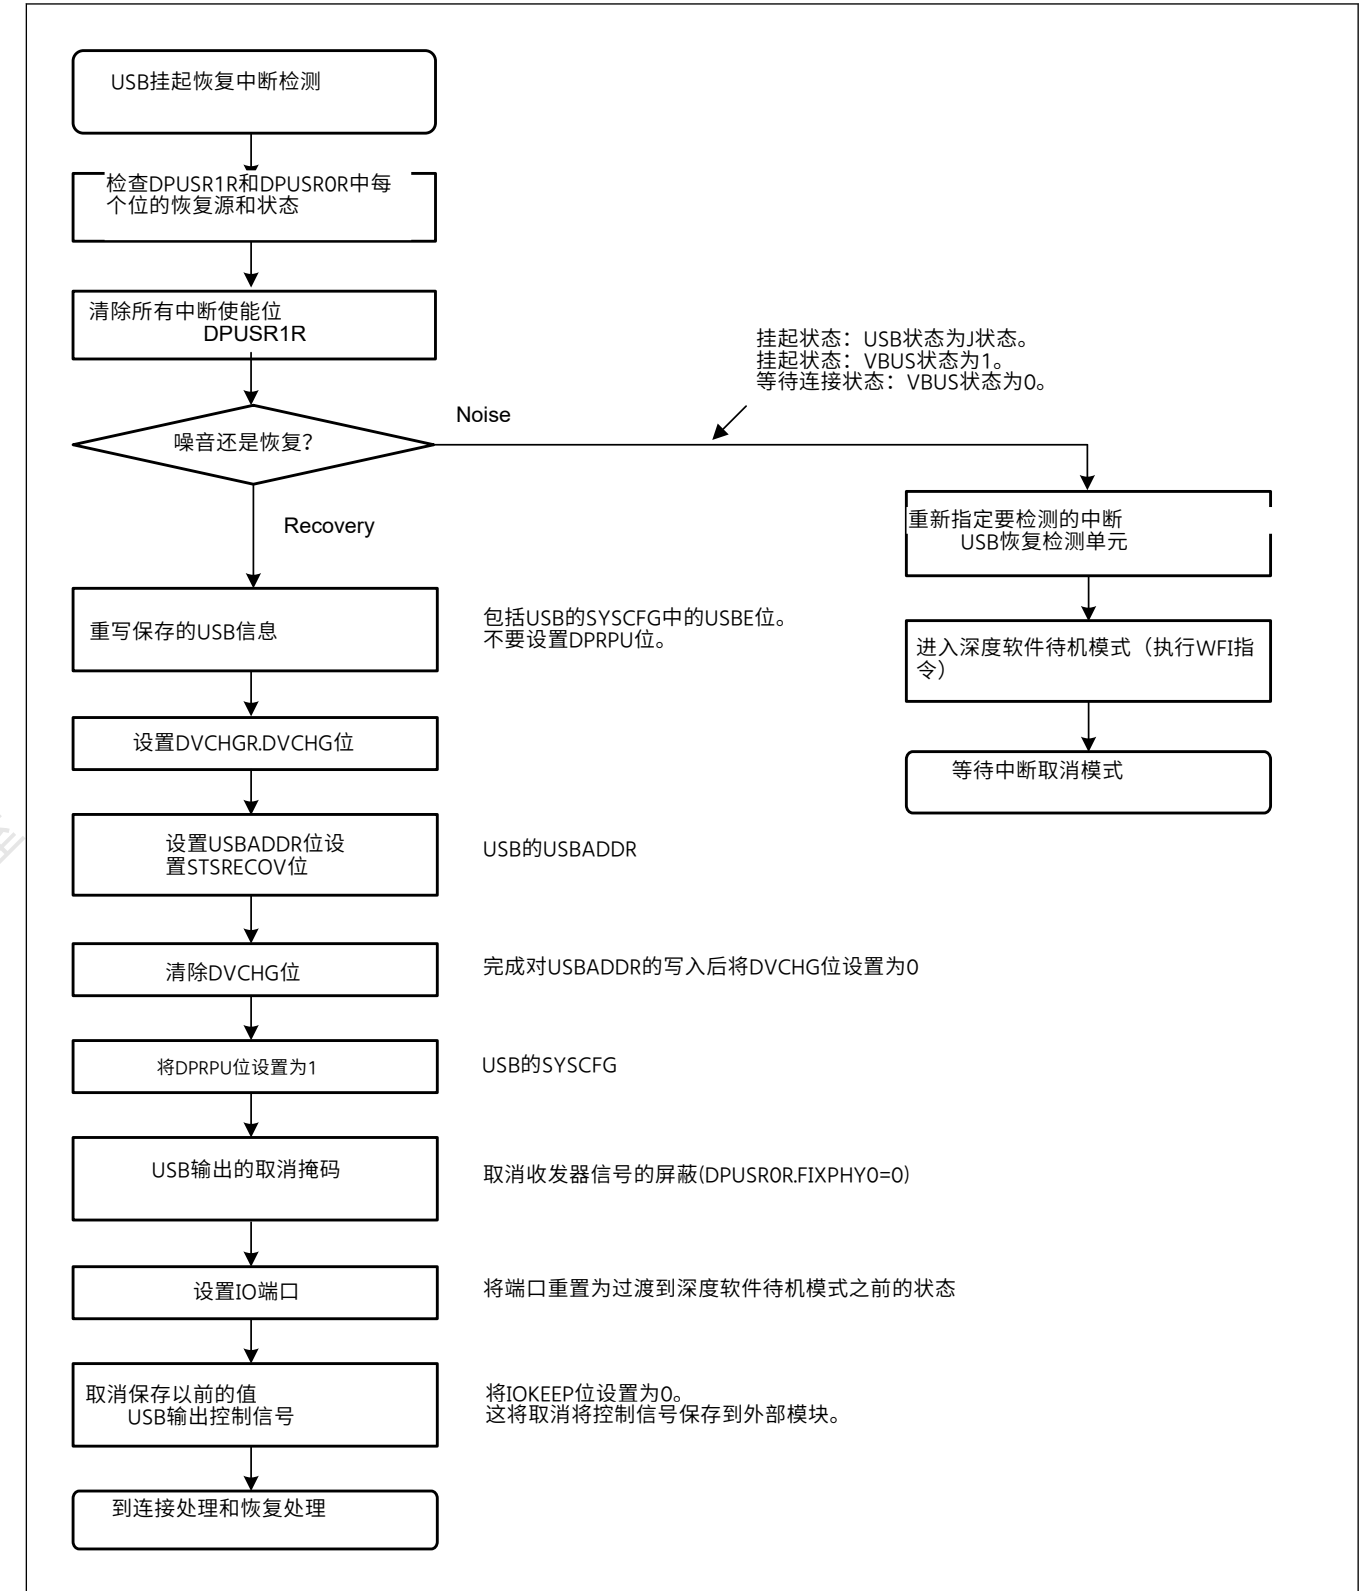 USB挂起恢复中断检测
检查DPUSR1R和DPUSR0R中每
个位的恢复源和状态
清除所有中断使能位
DPUSR1R
挂起状态：USB状态为J状态。
挂起状态：VBUS状态为1。
等待连接状态：VBUS状态为0。
Noise
噪音还是恢复？
Recovery
重新指定要检测的中断
USB恢复检测单元
重写保存的USB信息
包括USB的SYSCFG中的USBE位。
不要设置DPRPU位。
进入深度软件待机模式（执行WFI指
令）
设置DVCHGR.DVCHG位
等待中断取消模式
设置USBADDR位设
置STSRECOV位
USB的USBADDR
清除DVCHG位
完成对USBADDR的写入后将DVCHG位设置为0
将DPRPU位设置为1
USB的SYSCFG
USB输出的取消掩码
取消收发器信号的屏蔽(DPUSR0R.FIXPHY0=0)
设置IO端口
将端口重置为过渡到深度软件待机模式之前的状态
取消保存以前的值
USB输出控制信号
将IOKEEP位设置为0。
这将取消将控制信号保存到外部模块。
到连接处理和恢复处理